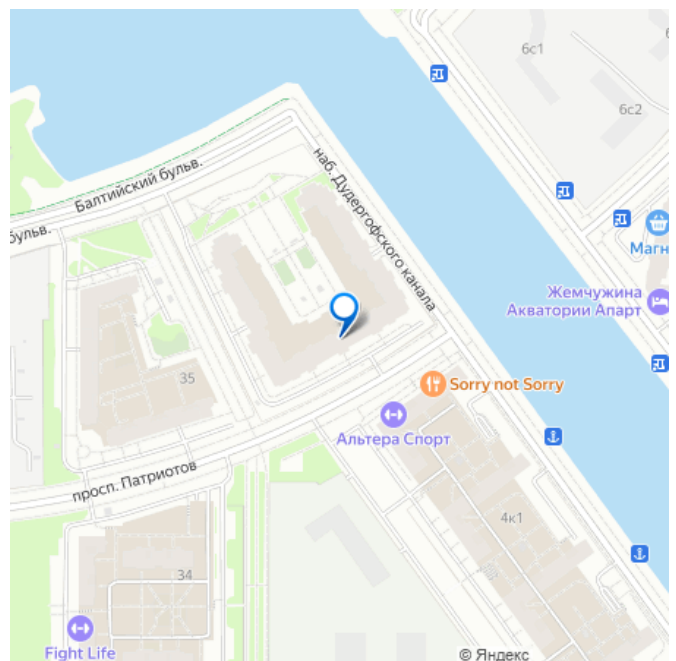 6с1
6с2
наб. Дудергофского канала
Балтийский бульв.
бульв.
Магн
Жемчужина
Акватории Апарт
35
Sorry not Sorry
Альтера Спорт
просп. Патриотов
4к1
34
Fight Life
© Яндекс